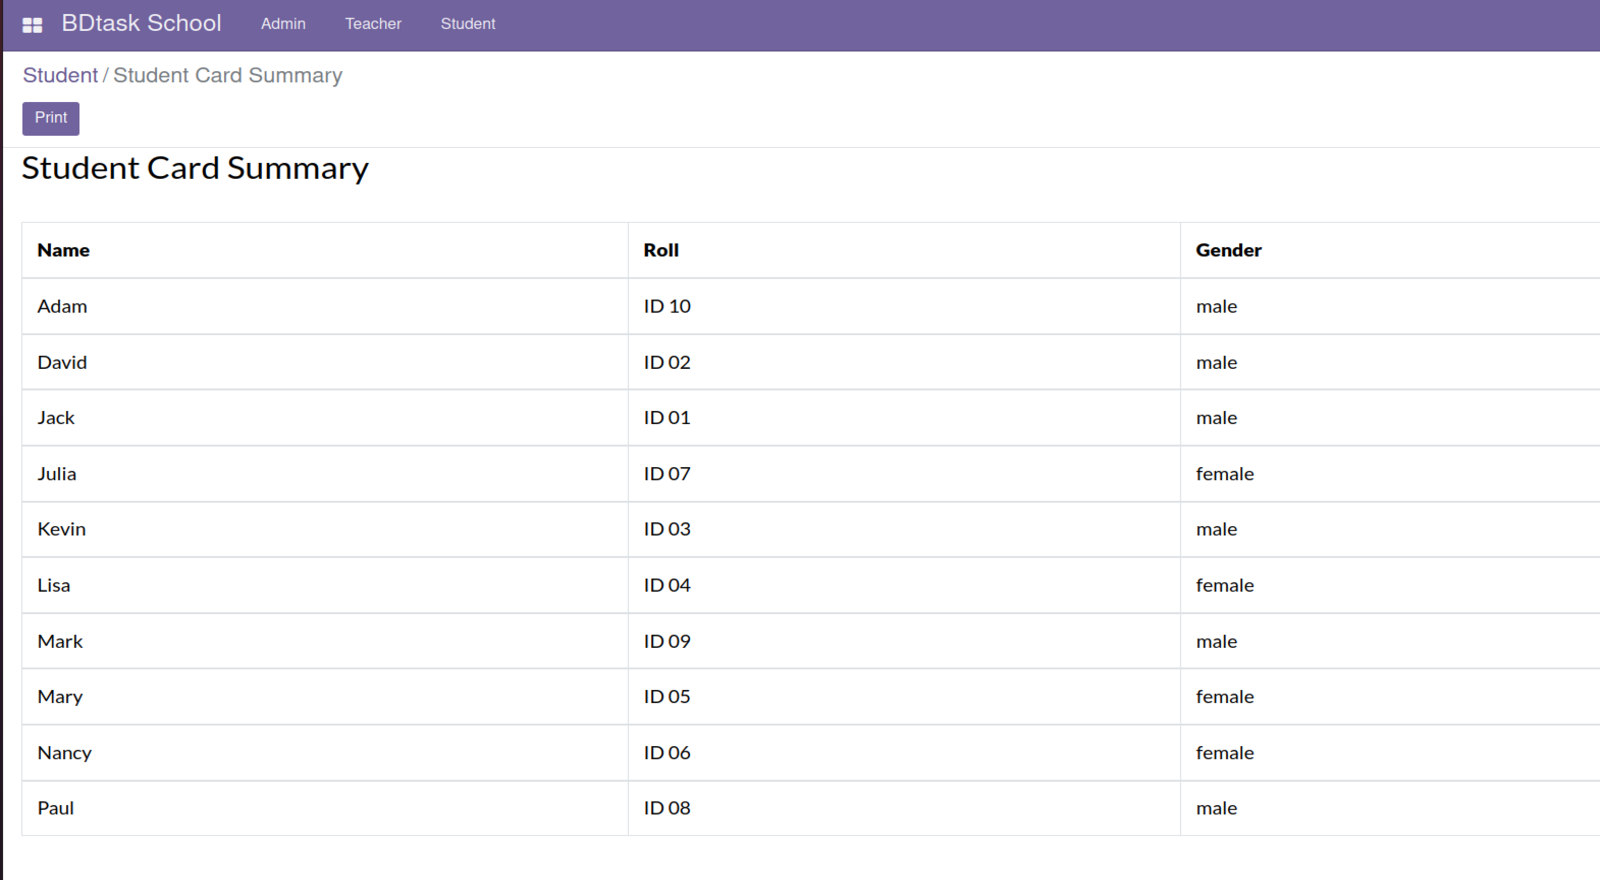 BDtask School Admin Teacher Student
Student / Student Card Summary
Print
Student Card Summary
Name Roll Gender
Adam ID 10 male
David ID 02 male
Jack ID 01 male
Julia ID 07 female
Kevin ID 03 male
Lisa ID 04 female
Mark ID 09 male
Mary ID 05 female
Nancy ID 06 female
Paul ID 08 male